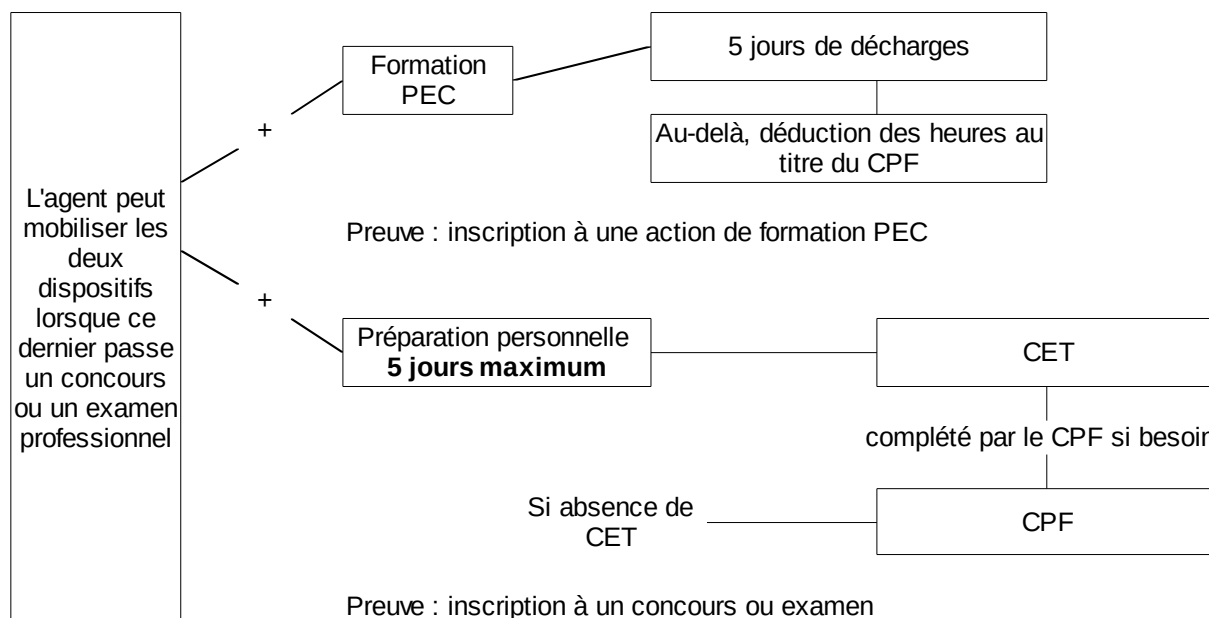 L'agent peut
mobiliser les
deux
dispositifs
lorsque ce
dernier passe
un concours
ou un examen
professionnel
+
Formation
PEC
5 jours de décharges
Au-delà, déduction des heures au
titre du CPF
Preuve : inscription à une action de formation PEC
+
Préparation personnelle
5 jours maximum
CET
complété par le CPF si besoin
Si absence de
CET
CPF
Preuve : inscription à un concours ou examen